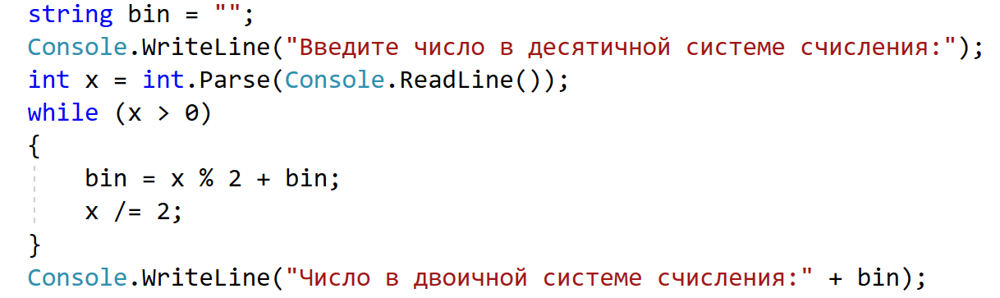 string bin = "";
Console.WriteLine("Введите число в десятичной системе счисления:");
int x = int.Parse(Console.ReadLine());
while (x > 0)
{
    bin = x % 2 + bin;
    x /= 2;
}
Console.WriteLine("Число в двоичной системе счисления:" + bin);